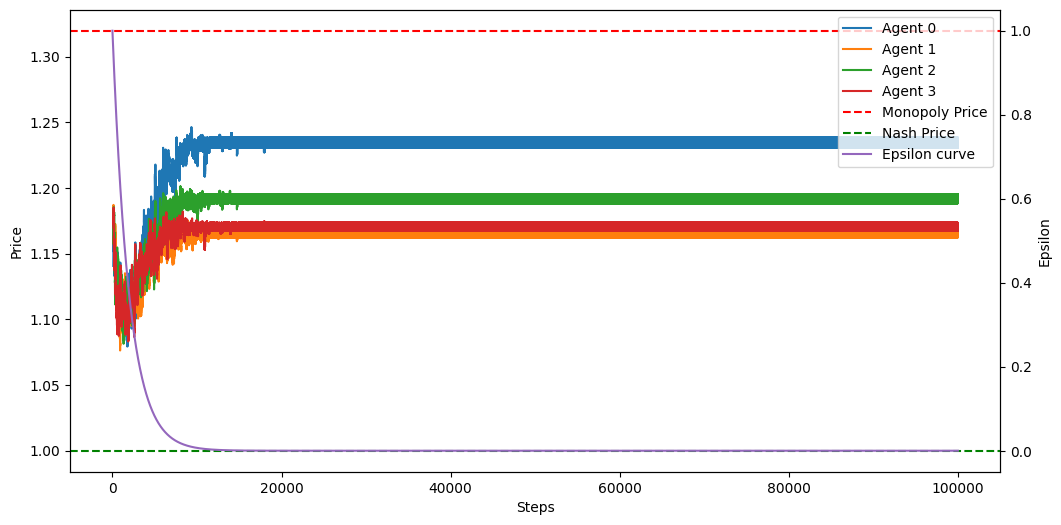 Agent 0
Agent 1
Agent 2
Agent 3
Monopoly Price
Nash Price
Epsilon curve
Price
1.30
1.25
1.20
1.15
1.10
1.05
1.00
Epsilon
1.0
0.8
0.6
0.4
0.2
0.0
0 20000 40000 60000 80000 100000
Steps